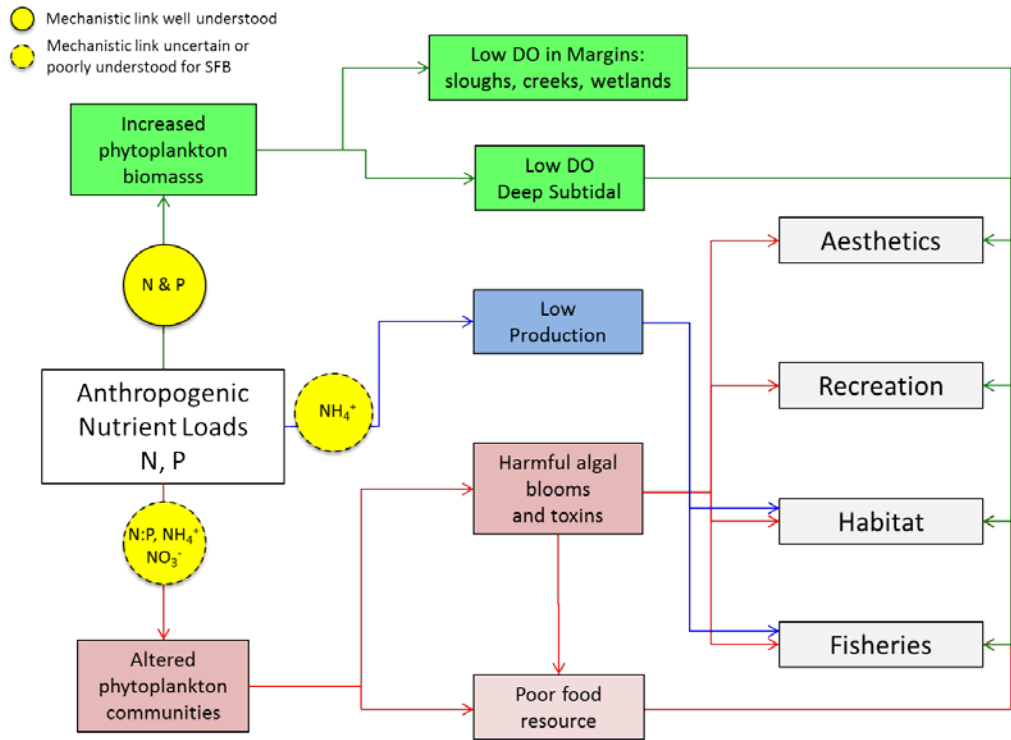 Mechanistic link well understood
Mechanistic link uncertain or
poorly understood for SFB
Low DO in Margins:
sloughs, creeks, wetlands
Increased
phytoplankton
biomasss
Low DO
Deep Subtidal
Aesthetics
N & P
Low
Production
Anthropogenic
Nutrient Loads
N, P
NH₄⁺
Recreation
Harmful algal
blooms
and toxins
Habitat
N:P, NH₄⁺
NO₃⁻
Fisheries
Altered
phytoplankton
communities
Poor food
resource